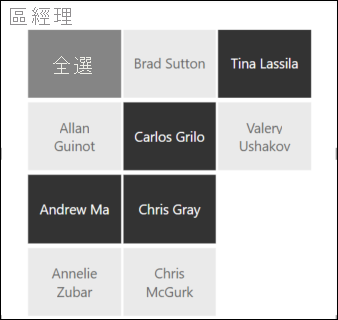 區經理
全選
Brad Sutton
Tina Lassila
Allan
Guinot
Carlos Grilo
Valery
Ushakov
Andrew Ma
Chris Gray
Annelie
Zubar
Chris
McGurk